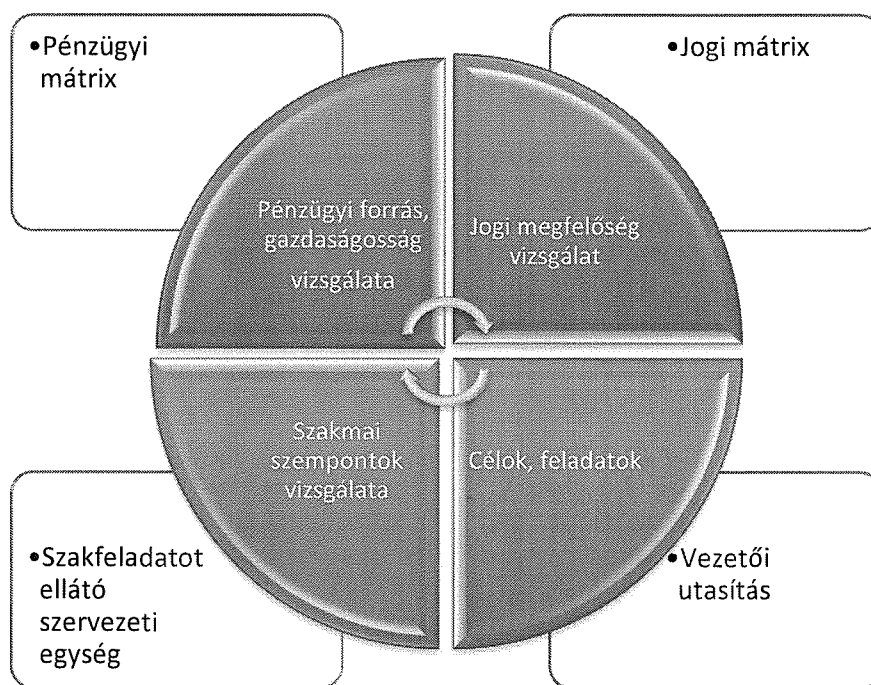 •Pénzügyi
mátrix
•Jogi mátrix
Pénzügyi forrás,
gazdaságosság
vizsgálata
Jogi megfelőség
vizsgálat
Szakmai
szempontok
vizsgálata
Célok, feladatok
•Szakfeladatot
ellátó
szervezeti
egység
•Vezetői
utasítás